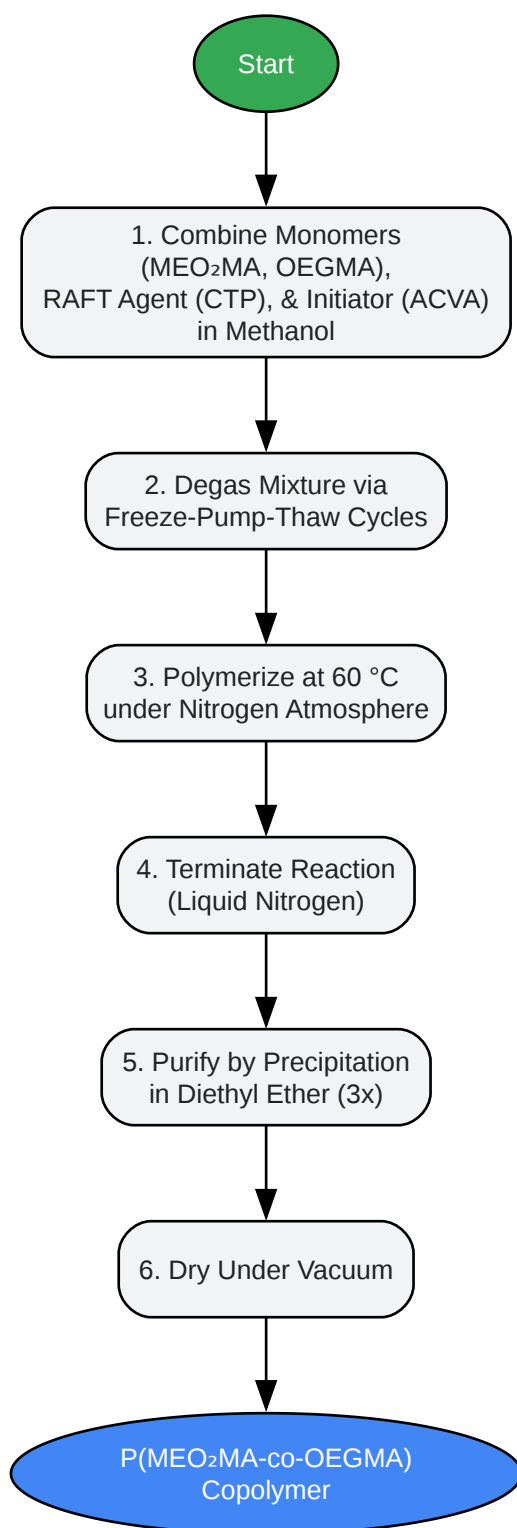 Start
1. Combine Monomers
(MEO₂MA, OEGMA),
RAFT Agent (CTP), & Initiator (ACVA)
in Methanol
2. Degas Mixture via
Freeze-Pump-Thaw Cycles
3. Polymerize at 60 °C
under Nitrogen Atmosphere
4. Terminate Reaction
(Liquid Nitrogen)
5. Purify by Precipitation
in Diethyl Ether (3x)
6. Dry Under Vacuum
P(MEO₂MA-co-OEGMA)
Copolymer